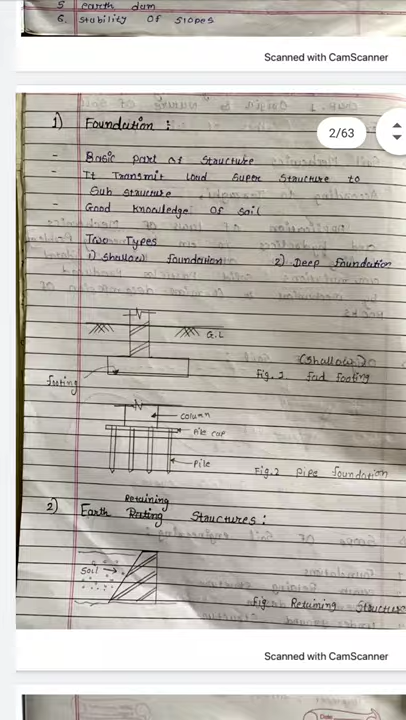 5 earth dam
6. Stability Of Slopes
Scanned with CamScanner
2/63
1) Foundation :
- Basic part of Structure
- It Transmit Load Super Structure to
Sub structure
- Good knowledge Of Soil
Two Types
1) Shallow foundation 2) Deep Foundation
G.L
(Shallow)
footing
Fig. 1 Pad Footing
column
Pile cap
Pile
Fig.2 Pipe foundation
Retaining
2) Earth Structures :
Soil
Fig Retaining Structure
Scanned with CamScanner